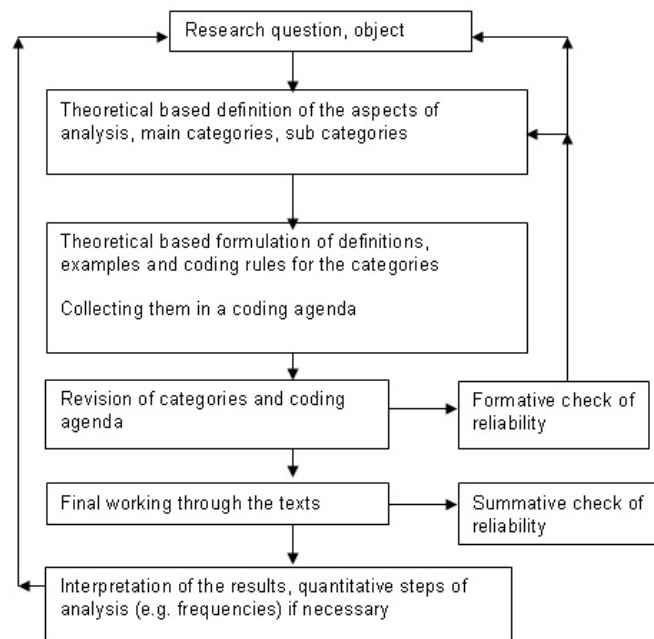 Research question, object
Theoretical based definition of the aspects of
analysis, main categories, sub categories
Theoretical based formulation of definitions,
examples and coding rules for the categories
Collecting them in a coding agenda
Revision of categories and coding
agenda
Formative check of
reliability
Final working through the texts
Summative check of
reliability
Interpretation of the results, quantitative steps of
analysis (e.g. frequencies) if necessary